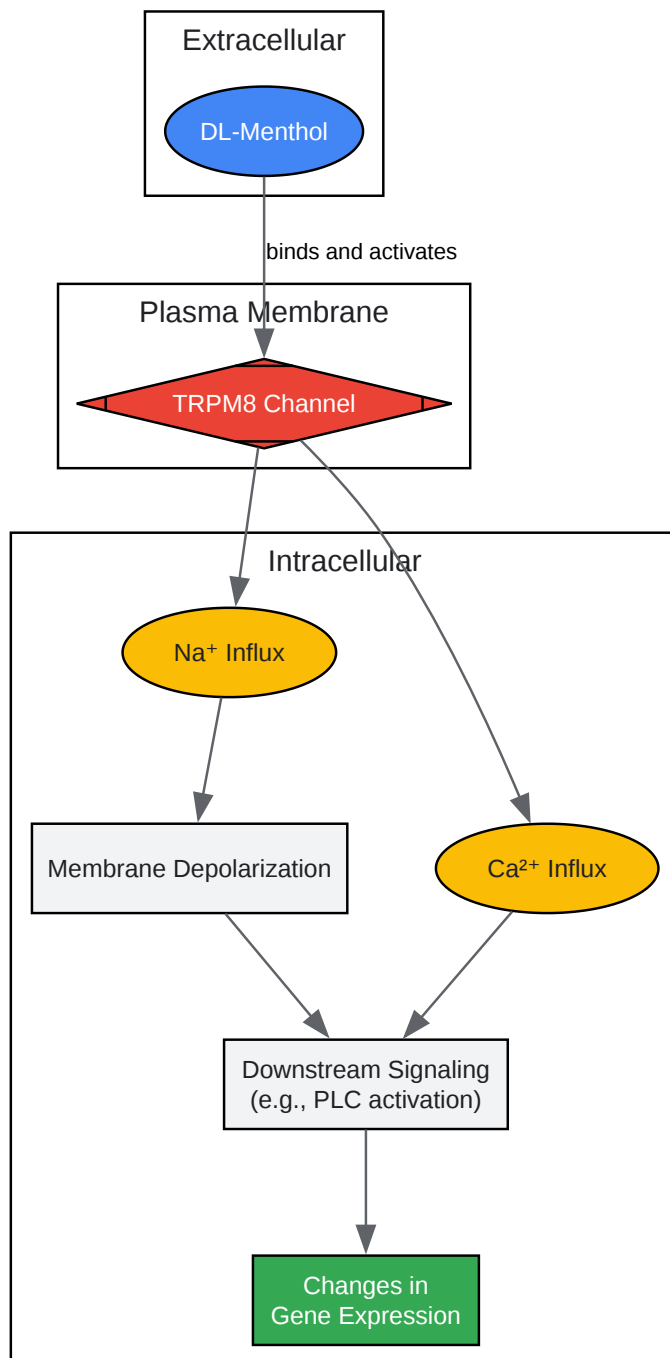 Extracellular
DL-Menthol
binds and activates
Plasma Membrane
TRPM8 Channel
Intracellular
Na⁺ Influx
Membrane Depolarization
Ca²⁺ Influx
Downstream Signaling
(e.g., PLC activation)
Changes in
Gene Expression